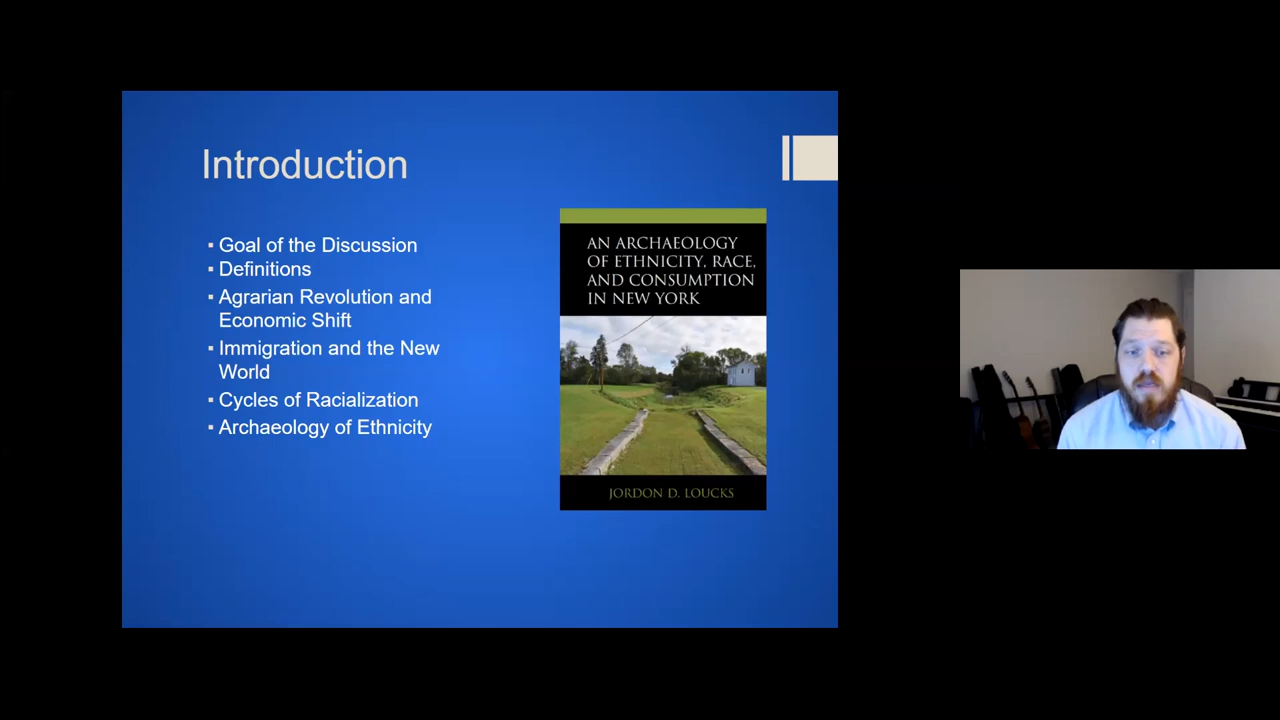 Introduction
▪ Goal of the Discussion
▪ Definitions
▪ Agrarian Revolution and
Economic Shift
▪ Immigration and the New
World
▪ Cycles of Racialization
▪ Archaeology of Ethnicity
AN ARCHAEOLOGY
OF ETHNICITY, RACE,
AND CONSUMPTION
IN NEW YORK
JORDON D. LOUCKS